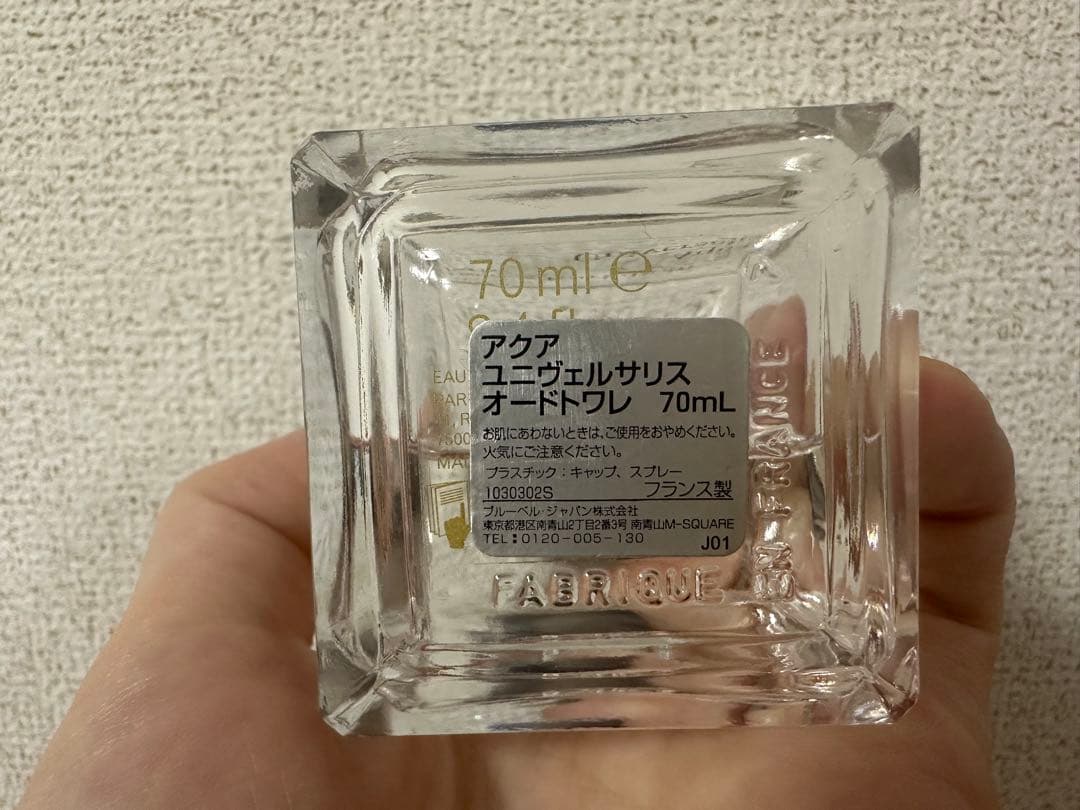 70 ml e
EAU
アクア
ユニヴェルサリス
オードトワレ 70mL
お肌にあわないときは、ご使用をおやめください。
火気にご注意ください。
プラスチック：キャップ、スプレー
1030302S フランス製
ブルーベル・ジャパン株式会社
東京都港区南青山2丁目2番3号 南青山M-SQUARE
TEL：0120-005-130
J01
FABRIQUE
EN FRANCE